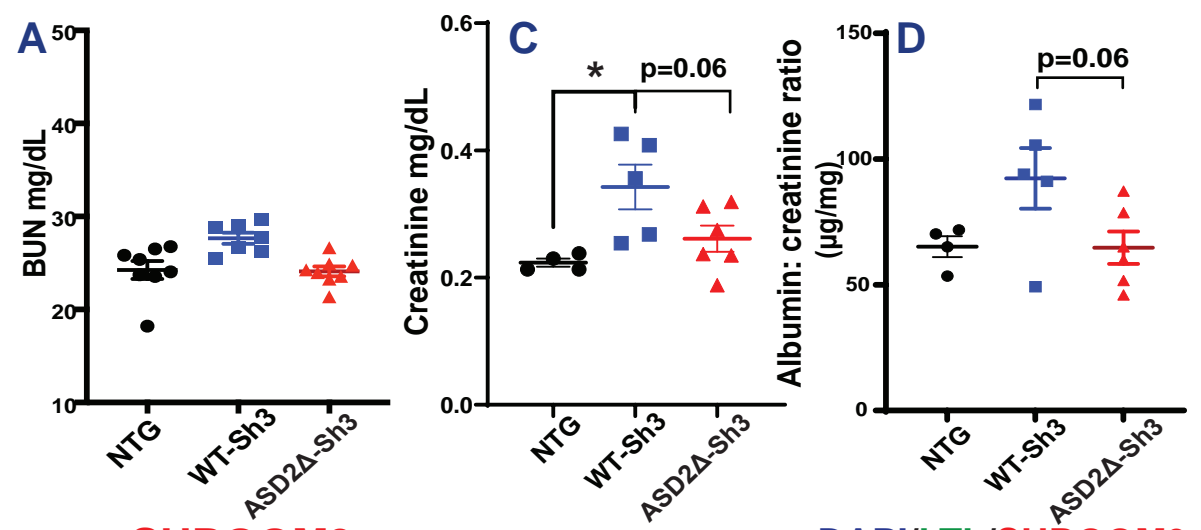 A
BUN mg/dL
50
40
30
20
10
NTG
WT-Sh3
ASD2Δ-Sh3
C
Creatinine mg/dL
0.6
0.4
0.2
0.0
*
p=0.06
NTG
WT-Sh3
ASD2Δ-Sh3
D
Albumin: creatinine ratio
(µg/mg)
150
100
50
0
p=0.06
NTG
WT-Sh3
ASD2Δ-Sh3